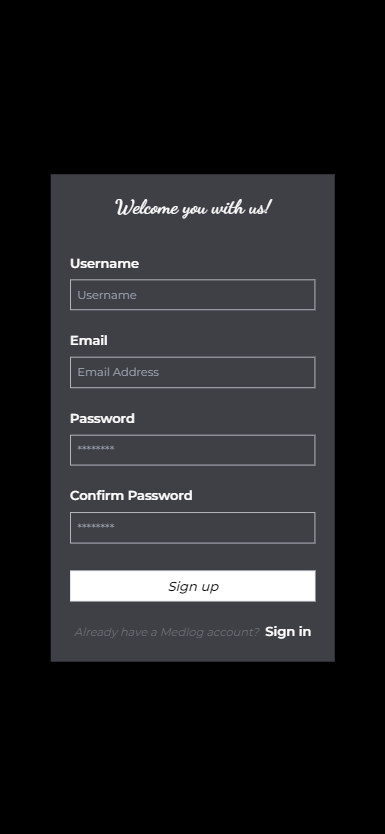 Welcome you with us!
Username
Username
Email
Email Address
Password
********
Confirm Password
********
Sign up
Already have a Medlog account? Sign in